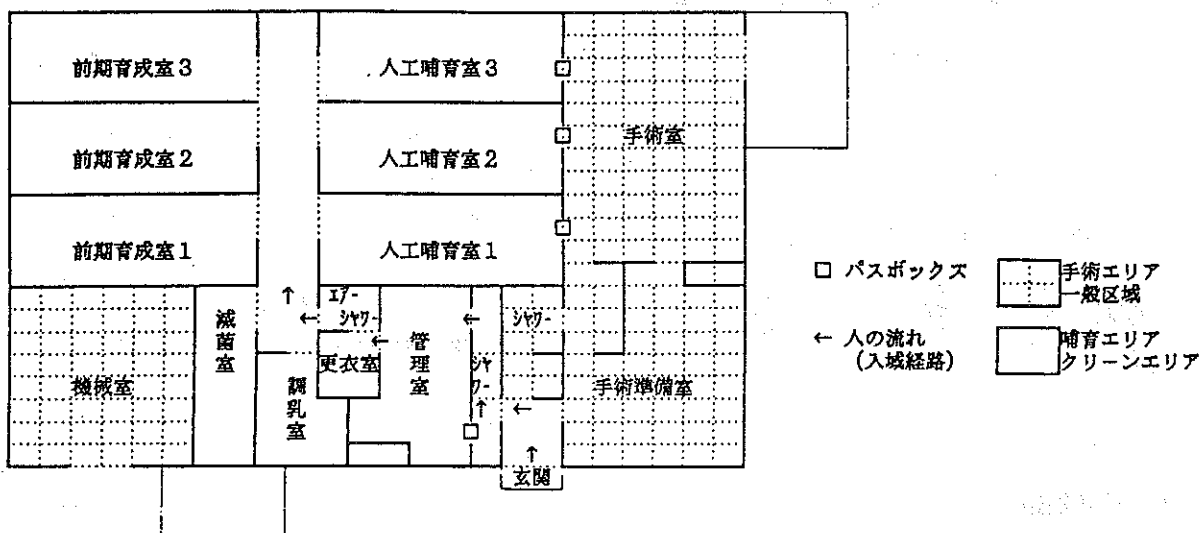 前期育成室3
人工哺育室3
手術室
前期育成室2
人工哺育室2
前期育成室1
人工哺育室1
□ パスボックス
手術エリア
一般区域
← 人の流れ
(入域経路)
哺育エリア
クリーンエリア
機械室
滅菌室
調乳室
エアー
シャワー
更衣室
管理室
シャワー
シャワー
手術準備室
玄関